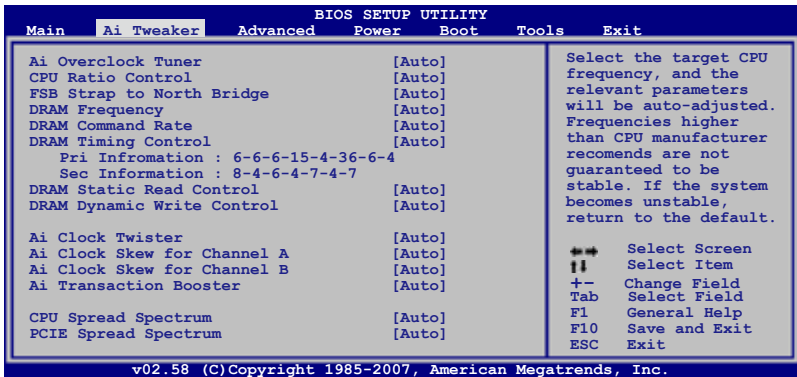 BIOS SETUP UTILITY
Main Ai Tweaker Advanced Power Boot Tools Exit
Ai Overclock Tuner [Auto]
CPU Ratio Control [Auto]
FSB Strap to North Bridge [Auto]
DRAM Frequency [Auto]
DRAM Command Rate [Auto]
DRAM Timing Control [Auto]
Pri Infromation : 6-6-6-15-4-36-6-4
Sec Information : 8-4-6-4-7-4-7
DRAM Static Read Control [Auto]
DRAM Dynamic Write Control [Auto]
Ai Clock Twister [Auto]
Ai Clock Skew for Channel A [Auto]
Ai Clock Skew for Channel B [Auto]
Ai Transaction Booster [Auto]
CPU Spread Spectrum [Auto]
PCIE Spread Spectrum [Auto]
Select the target CPU
frequency, and the
relevant parameters
will be auto-adjusted.
Frequencies higher
than CPU manufacturer
recomends are not
guaranteed to be
stable. If the system
becomes unstable,
return to the default.
←→ Select Screen
↑↓ Select Item
+- Change Field
Tab Select Field
F1 General Help
F10 Save and Exit
ESC Exit
v02.58 (C)Copyright 1985-2007, American Megatrends, Inc.